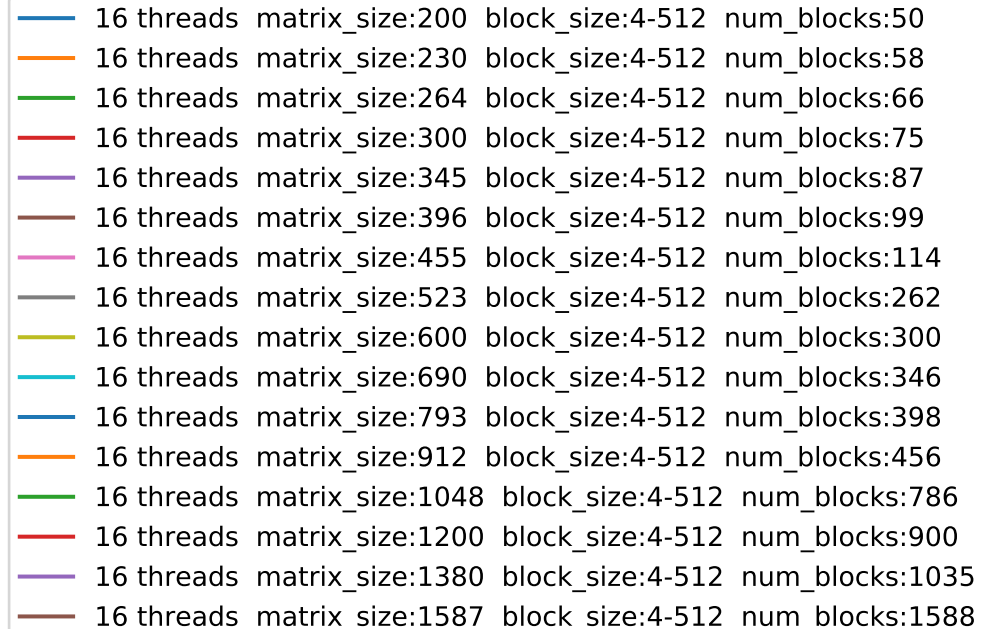 16 threads matrix_size:200 block_size:4-512 num_blocks:50
16 threads matrix_size:230 block_size:4-512 num_blocks:58
16 threads matrix_size:264 block_size:4-512 num_blocks:66
16 threads matrix_size:300 block_size:4-512 num_blocks:75
16 threads matrix_size:345 block_size:4-512 num_blocks:87
16 threads matrix_size:396 block_size:4-512 num_blocks:99
16 threads matrix_size:455 block_size:4-512 num_blocks:114
16 threads matrix_size:523 block_size:4-512 num_blocks:262
16 threads matrix_size:600 block_size:4-512 num_blocks:300
16 threads matrix_size:690 block_size:4-512 num_blocks:346
16 threads matrix_size:793 block_size:4-512 num_blocks:398
16 threads matrix_size:912 block_size:4-512 num_blocks:456
16 threads matrix_size:1048 block_size:4-512 num_blocks:786
16 threads matrix_size:1200 block_size:4-512 num_blocks:900
16 threads matrix_size:1380 block_size:4-512 num_blocks:1035
16 threads matrix_size:1587 block_size:4-512 num_blocks:1588